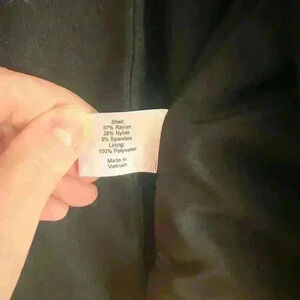 Shell:
67% Rayon
28% Nylon
5% Spandex
Lining:
100% Polyester
Made in
Vietnam